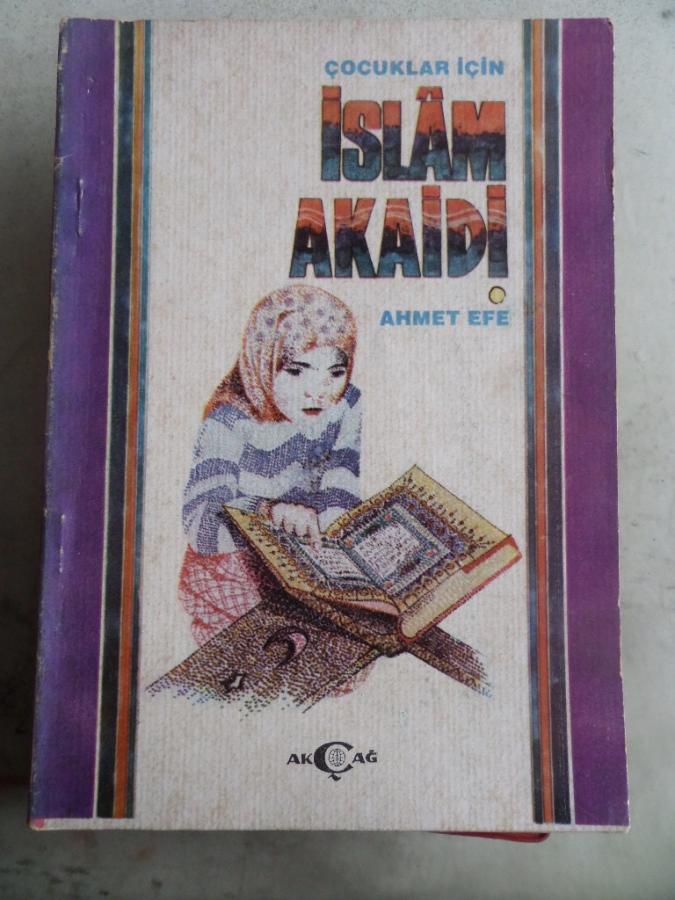 ÇOCUKLAR İÇİN
İSLÂM
AKAİDİ
AHMET EFE
AKÇAĞ